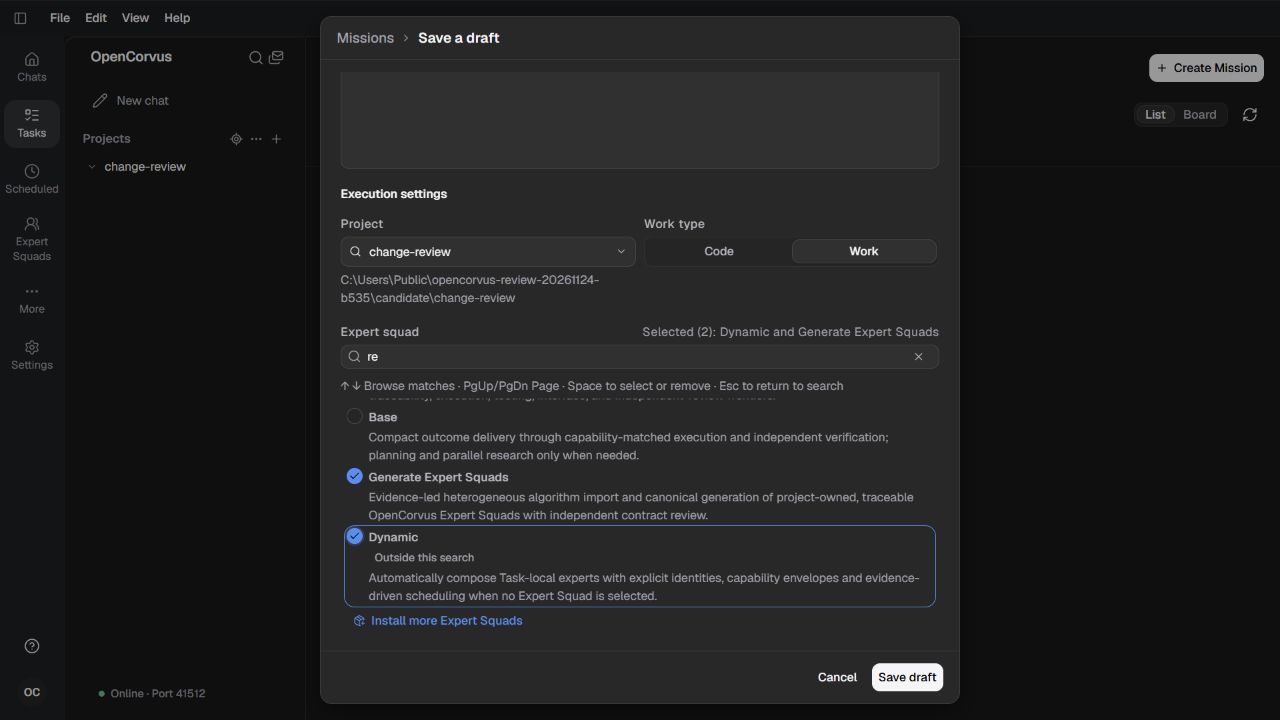 File Edit View Help
Missions › Save a draft
OpenCorvus
Create Mission
Chats
New chat
List Board
Tasks
Projects
change-review
Scheduled
Expert Squads
More
Settings
Execution settings
Project
Work type
change-review
Code Work
C:\Users\Public\opencorvus-review-20261124-
b535\candidate\change-review
Expert squad
Selected (2): Dynamic and Generate Expert Squads
re
↑↓ Browse matches · PgUp/PgDn Page · Space to select or remove · Esc to return to search
Base
Compact outcome delivery through capability-matched execution and independent verification;
planning and parallel research only when needed.
Generate Expert Squads
Evidence-led heterogeneous algorithm import and canonical generation of project-owned, traceable
OpenCorvus Expert Squads with independent contract review.
Dynamic
Outside this search
Automatically compose Task-local experts with explicit identities, capability envelopes and evidence-
driven scheduling when no Expert Squad is selected.
Install more Expert Squads
Cancel Save draft
OC
Online · Port 41512